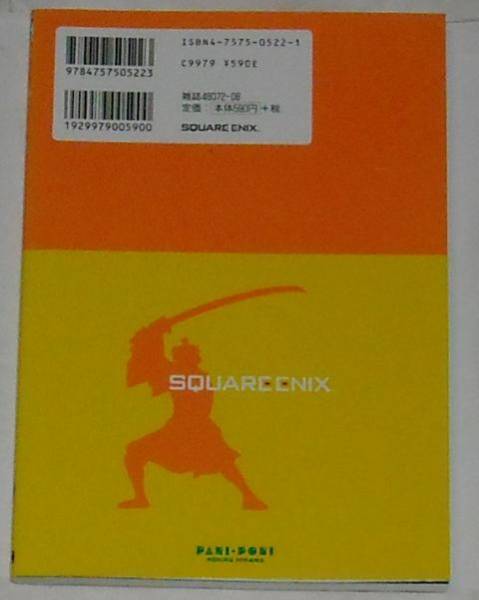 ISBN4-7575-0522-1
C9979 ¥590E
9784757505223
雑誌48072-08
定価：本体590円+税
1929979005900
SQUARE ENIX.
SQUARE ENIX
PANI-PONI